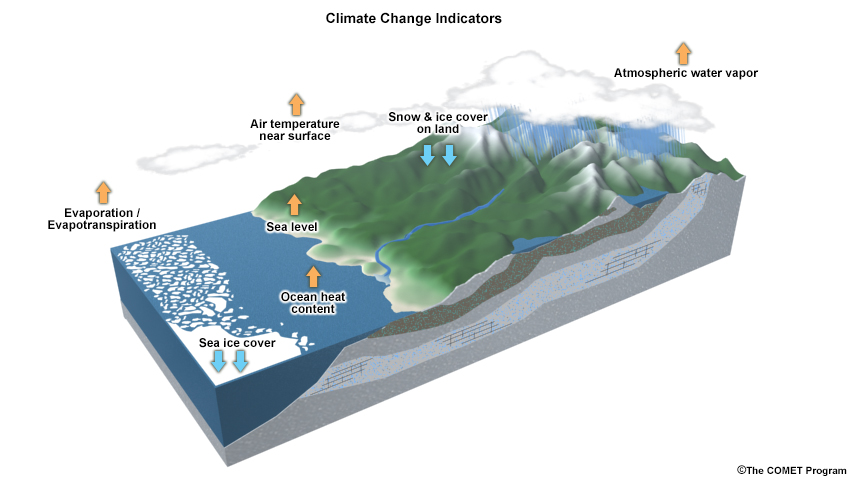 Climate Change Indicators
Atmospheric water vapor
Air temperature
near surface
Snow & ice cover
on land
Evaporation /
Evapotranspiration
Sea level
Ocean heat
content
Sea ice cover
©The COMET Program